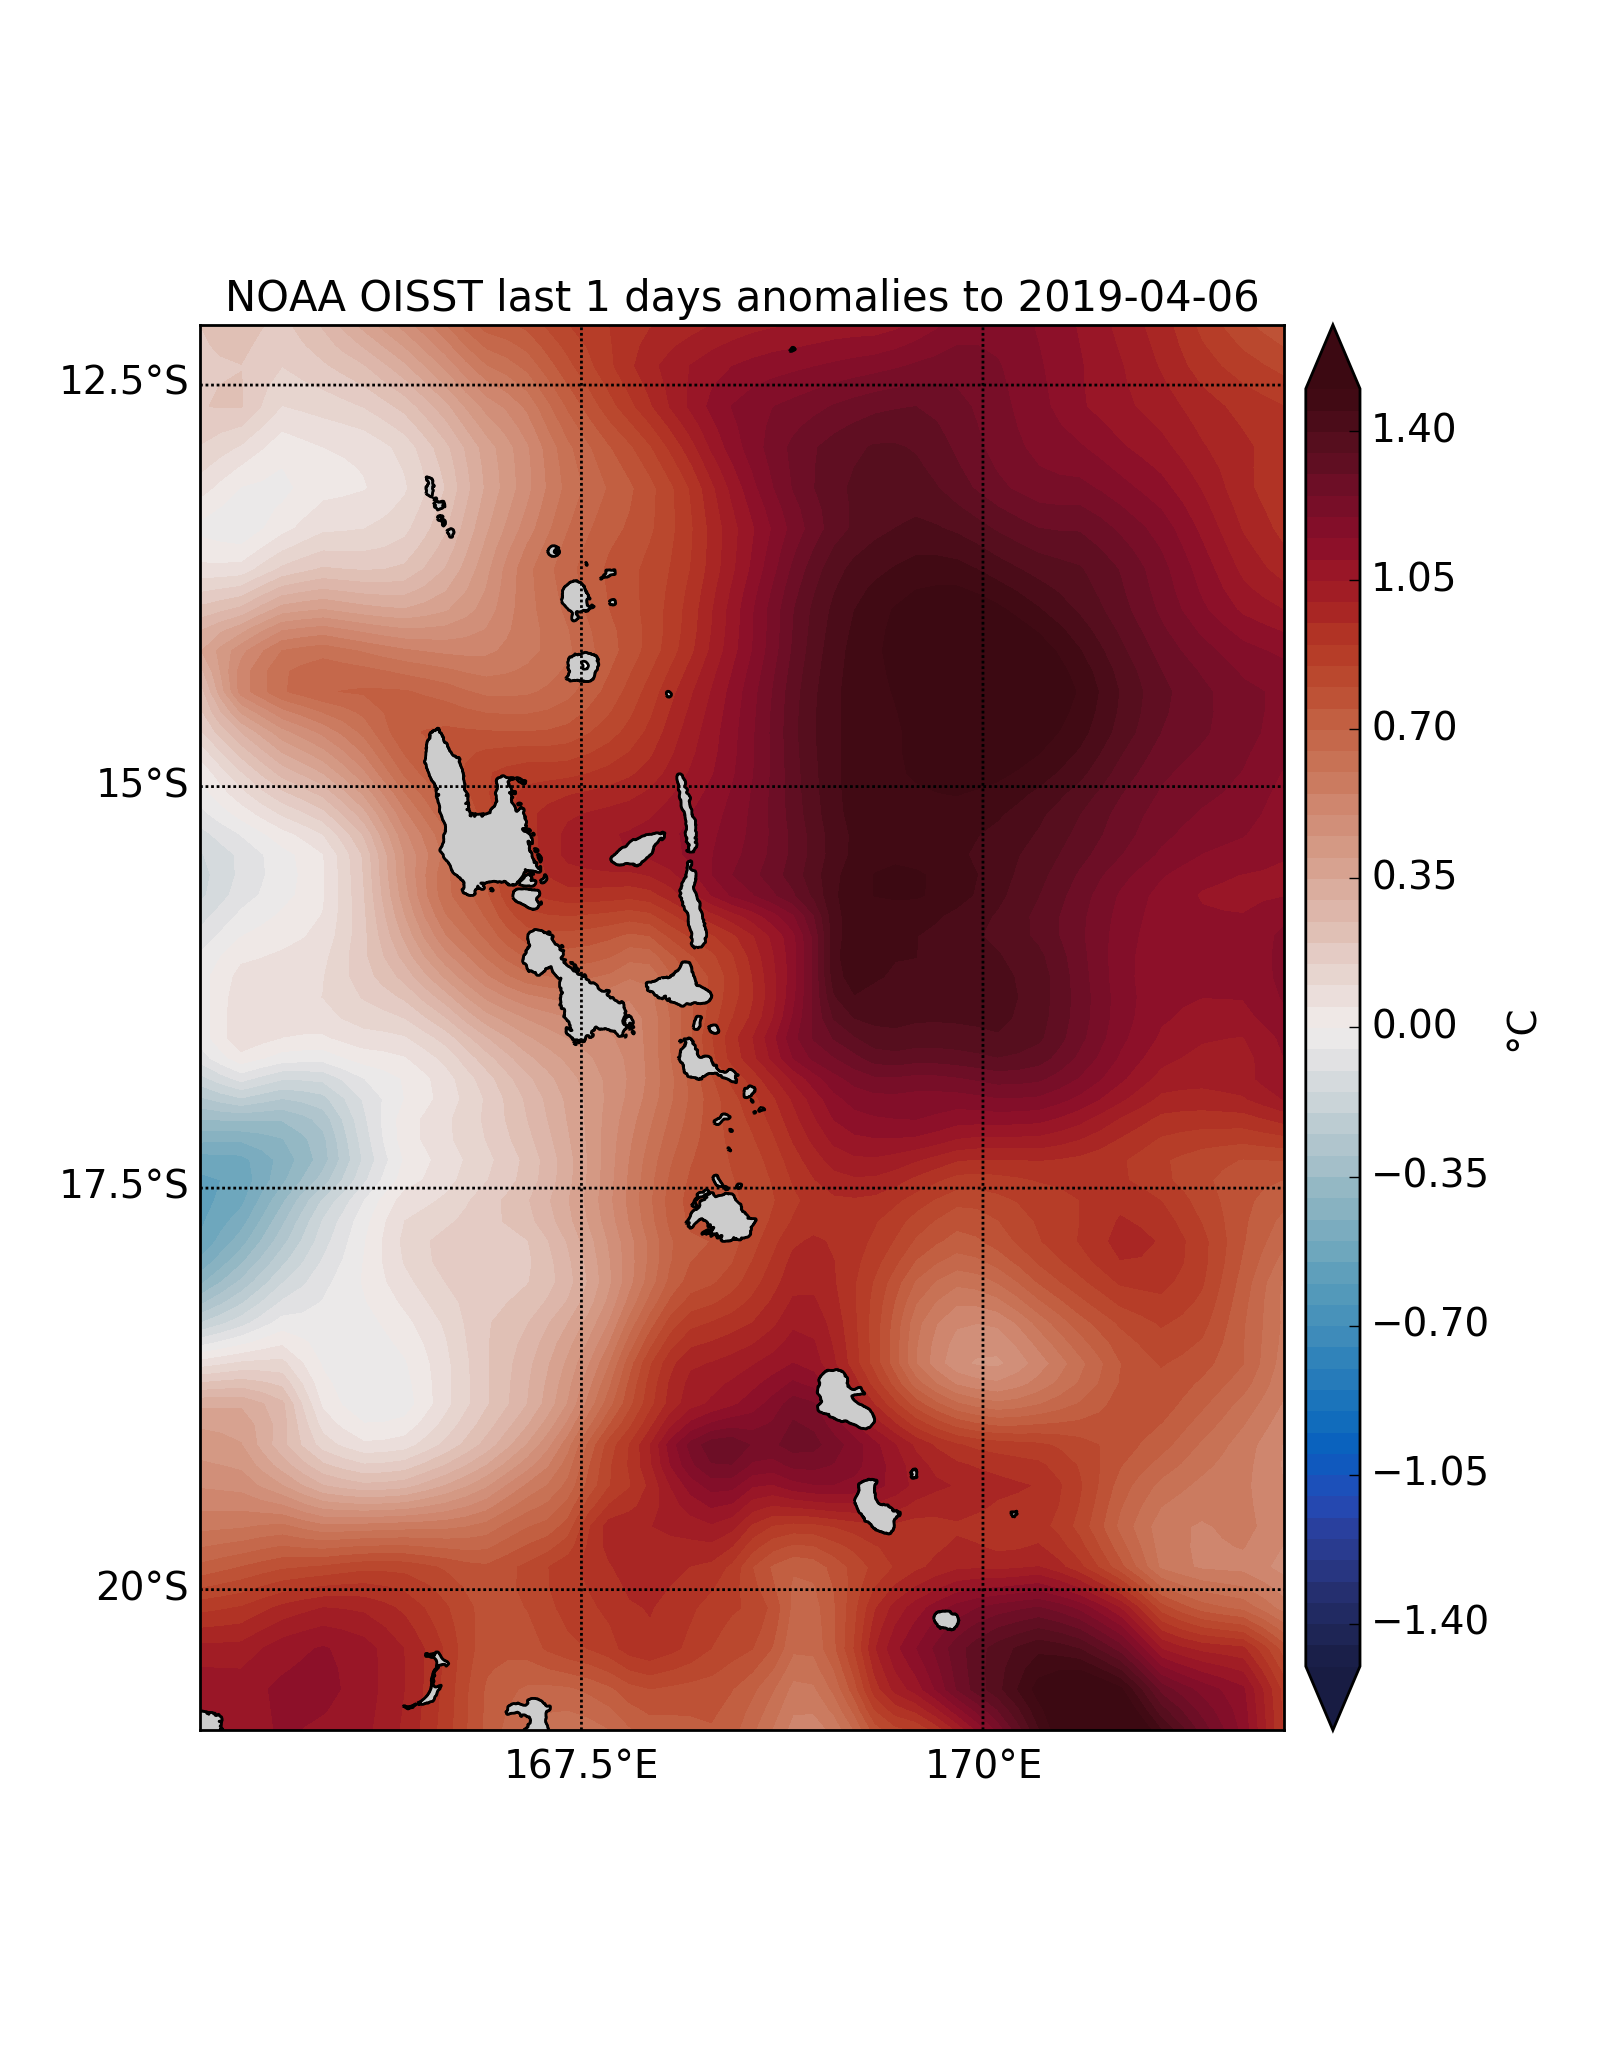 NOAA OISST last 1 days anomalies to 2019-04-06
12.5°S
15°S
17.5°S
20°S
167.5°E
170°E
1.40
1.05
0.70
0.35
0.00
−0.35
−0.70
−1.05
−1.40
°C